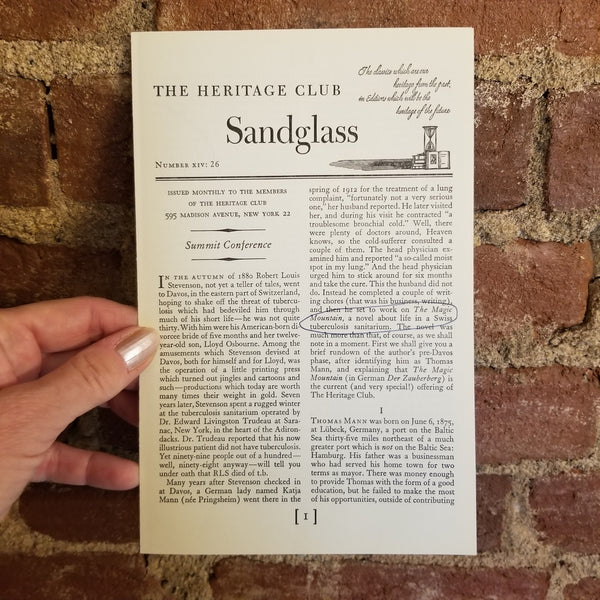 THE HERITAGE CLUB
The classics which are our
heritage from the past,
in Editions which will be the
heritage of the future
Sandglass
NUMBER XIV: 26
ISSUED MONTHLY TO THE MEMBERS
OF THE HERITAGE CLUB
595 MADISON AVENUE, NEW YORK 22
Summit Conference
IN THE AUTUMN of 1880 Robert Louis
Stevenson, not yet a teller of tales, went
to Davos, in the eastern part of Switzerland,
hoping to shake off the threat of tubercu-
losis which had bedeviled him through
much of his short life—he was not quite
thirty. With him were his American-born di-
vorcee bride of five months and her twelve-
year-old son, Lloyd Osbourne. Among the
amusements which Stevenson devised at
Davos, both for himself and for Lloyd, was
the operation of a little printing press
which turned out jingles and cartoons and
such—productions which today are worth
many times their weight in gold. Seven
years later, Stevenson spent a rugged winter
at the tuberculosis sanitarium operated by
Dr. Edward Livingston Trudeau at Sara-
nac, New York, in the heart of the Adiron-
dacks. Dr. Trudeau reported that his now
illustrious patient did not have tuberculosis.
Yet ninety-nine people out of a hundred—
well, ninety-eight anyway—will tell you
under oath that RLS died of t.b.
Many years after Stevenson checked in
at Davos, a German lady named Katja
Mann (née Pringsheim) went there in the
spring of 1912 for the treatment of a lung
complaint, "fortunately not a very serious
one," her husband reported. He later visited
her, and during his visit he contracted "a
troublesome bronchial cold." Well, there
were plenty of doctors around, Heaven
knows, so the cold-sufferer consulted a
couple of them. The head physician ex-
amined him and reported "a so-called moist
spot in my lung." And the head physician
urged him to stick around for six months
and take the cure. This the husband did not
do. Instead he completed a couple of writ-
ing chores (that was his business, writing),
and then he set to work on The Magic
Mountain, a novel about life in a Swiss
tuberculosis sanitarium. The novel was
much more than that, of course, as we shall
note in a moment. First we shall give you a
brief rundown of the author's pre-Davos
phase, after identifying him as Thomas
Mann, and explaining that The Magic
Mountain (in German Der Zauberberg) is
the current (and very special!) offering of
The Heritage Club.
I
THOMAS MANN was born on June 6, 1875,
at Lübeck, Germany, a port on the Baltic
Sea thirty-five miles northeast of a much
greater port which is not on the Baltic Sea:
Hamburg. His father was a businessman
who had served his home town for two
terms as mayor. There was money enough
to provide Thomas with the form of a good
education, but he failed to make the most
of his opportunities, outside of contributing
[ 1 ]